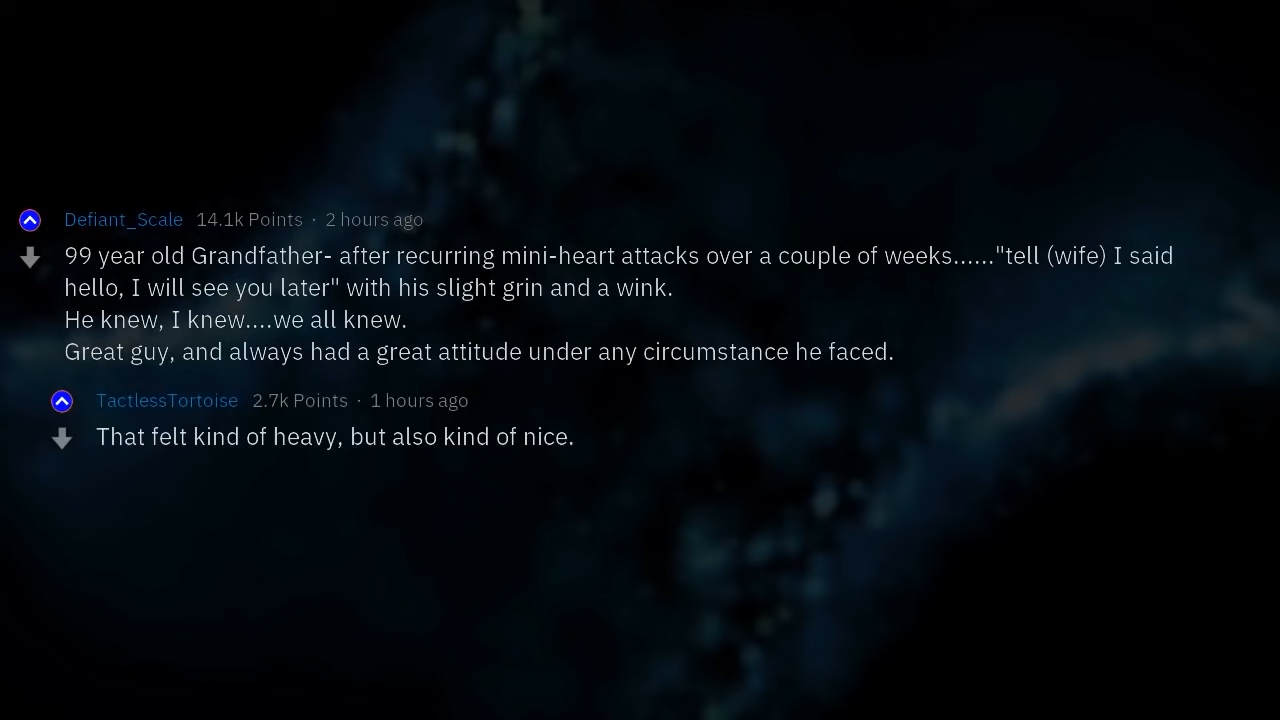 Defiant_Scale 14.1k Points · 2 hours ago
99 year old Grandfather- after recurring mini-heart attacks over a couple of weeks......"tell (wife) I said
hello, I will see you later" with his slight grin and a wink.
He knew, I knew....we all knew.
Great guy, and always had a great attitude under any circumstance he faced.
TactlessTortoise 2.7k Points · 1 hours ago
That felt kind of heavy, but also kind of nice.